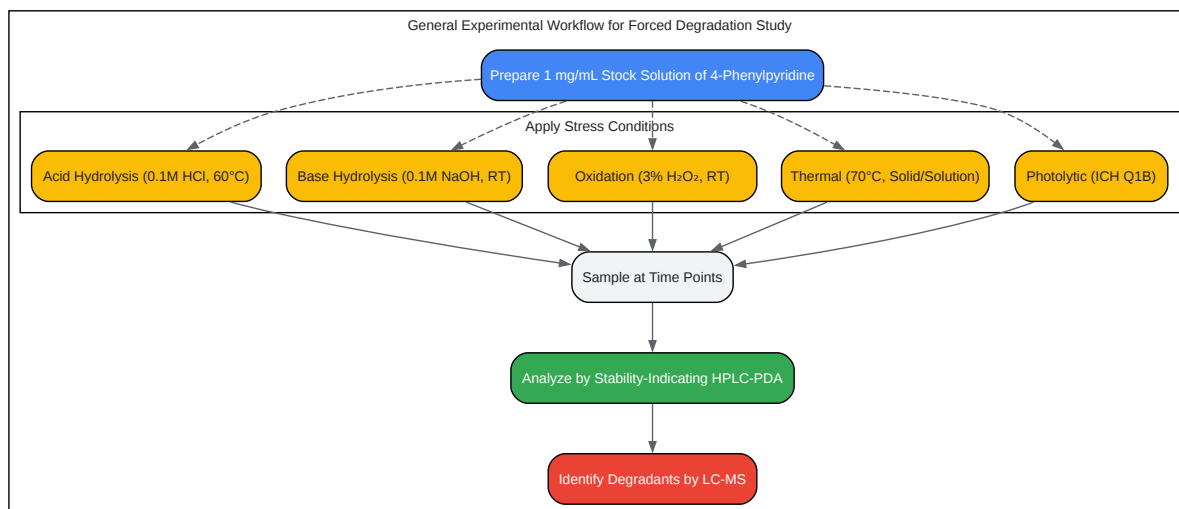 General Experimental Workflow for Forced Degradation Study
Prepare 1 mg/mL Stock Solution of 4-Phenylpyridine
Apply Stress Conditions
Acid Hydrolysis (0.1M HCl, 60°C)
Base Hydrolysis (0.1M NaOH, RT)
Oxidation (3% H₂O₂, RT)
Thermal (70°C, Solid/Solution)
Photolytic (ICH Q1B)
Sample at Time Points
Analyze by Stability-Indicating HPLC-PDA
Identify Degradants by LC-MS